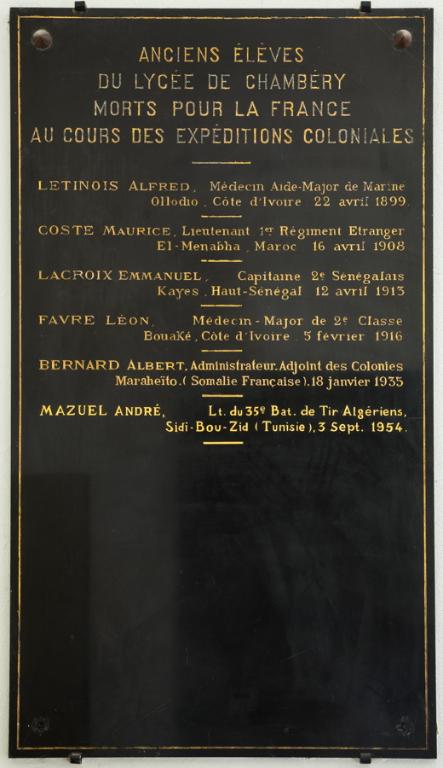 ANCIENS ÉLÈVES
DU LYCÉE DE CHAMBÉRY
MORTS POUR LA FRANCE
AU COURS DES EXPÉDITIONS COLONIALES
LETINOIS ALFRED, Médecin Aide-Major de Marine
Ollodio, Côte d'Ivoire 22 avril 1899.
COSTE MAURICE, Lieutenant 1er Régiment Etranger
El-Menabha, Maroc 16 avril 1908
LACROIX EMMANUEL, Capitaine 2e Sénégalais
Kayes, Haut-Sénégal 12 avril 1913
FAVRE LÉON, Médecin-Major de 2e Classe
Bouaké, Côte d'Ivoire 5 février 1916
BERNARD ALBERT, Administrateur. Adjoint des Colonies
Maraheïto. (Somalie Française). 18 janvier 1935
MAZUEL ANDRÉ, Lt. du 35e Bat. de Tir Algériens,
Sidi-Bou-Zid (Tunisie), 3 Sept. 1954.